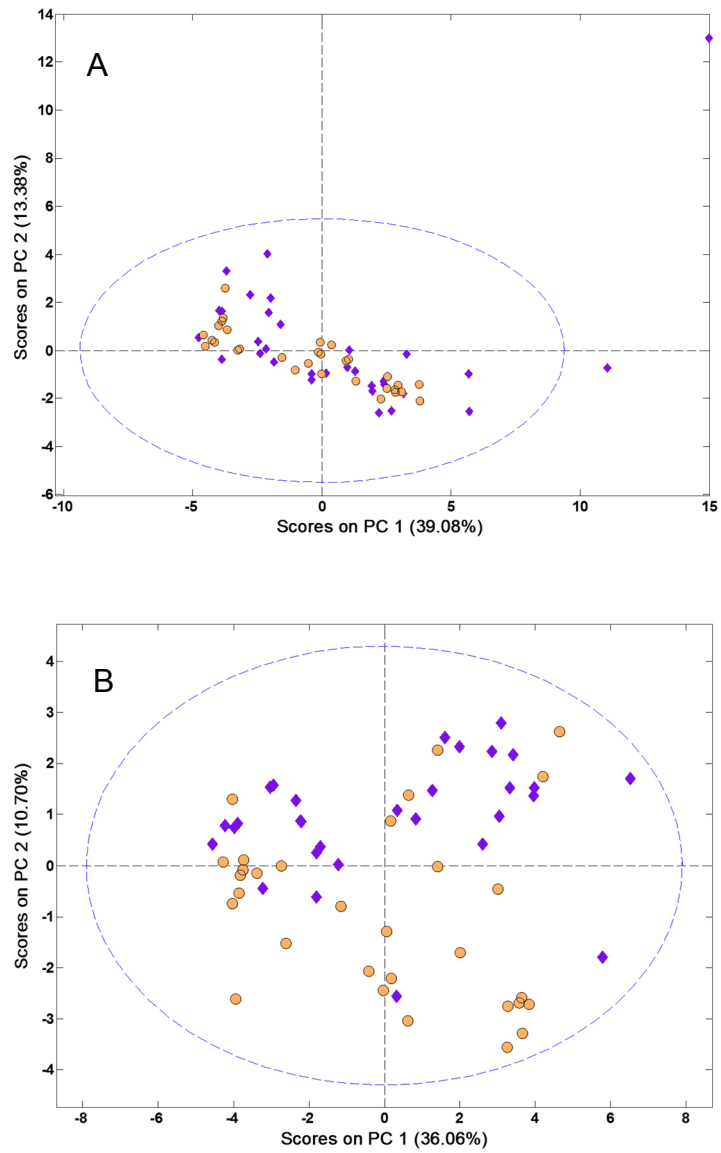 A
14
12
10
8
6
4
2
0
-2
-4
-6
-10 -5 0 5 10 15
Scores on PC 1 (39.08%)
Scores on PC 2 (13.38%)
B
4
3
2
1
0
-1
-2
-3
-4
-8 -6 -4 -2 0 2 4 6 8
Scores on PC 1 (36.06%)
Scores on PC 2 (10.70%)